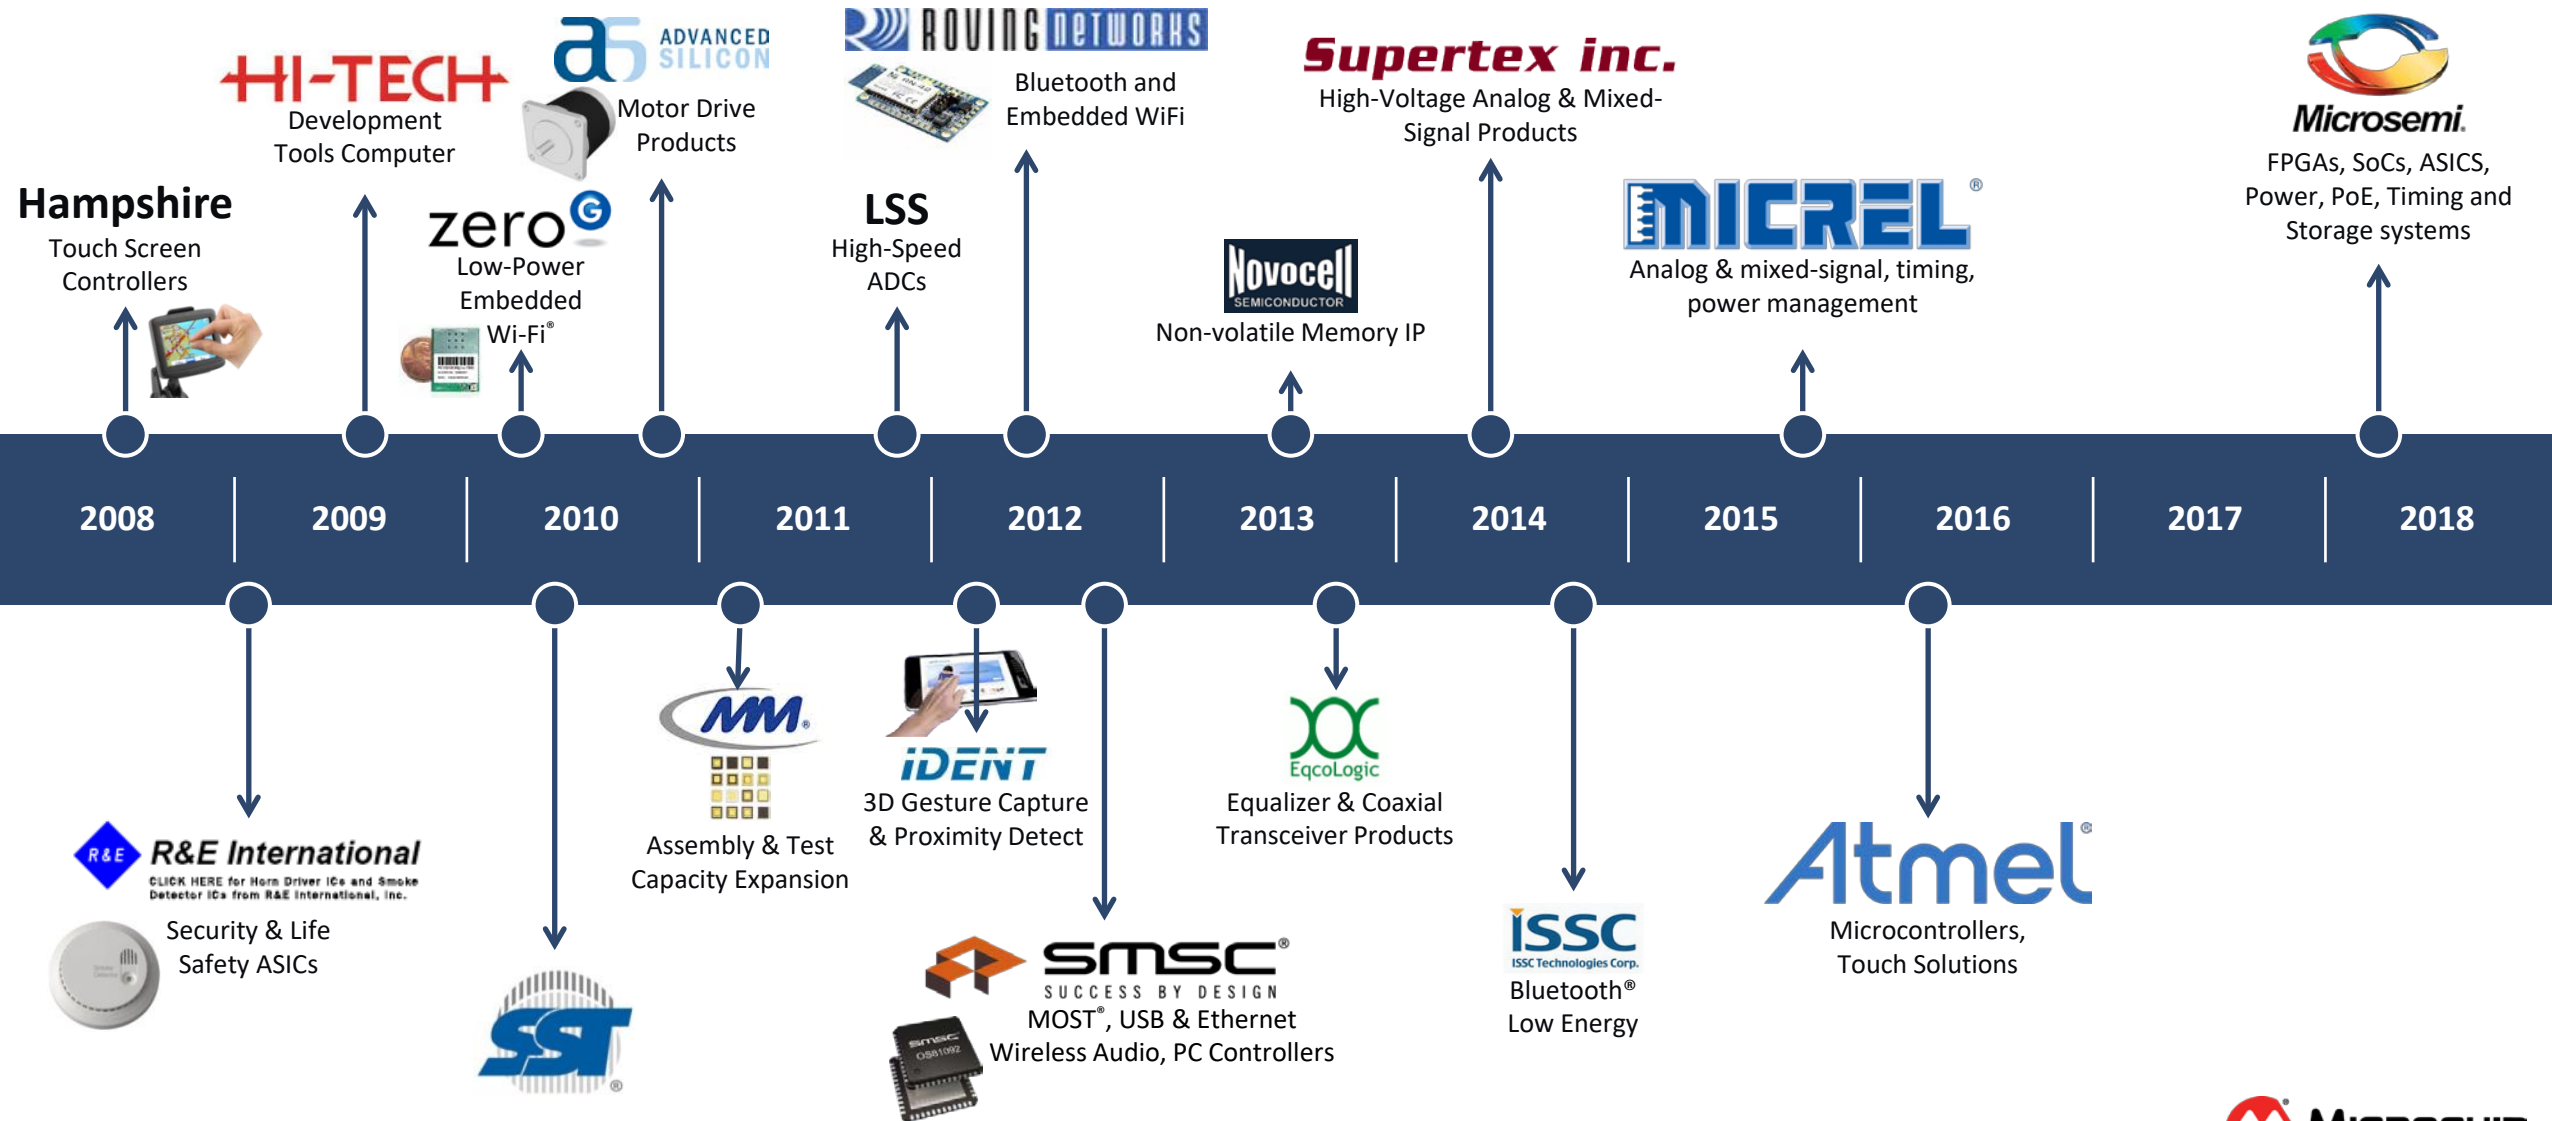 Hampshire
Touch Screen
Controllers
HI-TECH
Development
Tools Computer
zeroG
Low-Power
Embedded
Wi-Fi®
ADVANCED
SILICON
Motor Drive
Products
LSS
High-Speed
ADCs
ROVING NETWORKS
Bluetooth and
Embedded WiFi
Novocell
SEMICONDUCTOR
Non-volatile Memory IP
Supertex inc.
High-Voltage Analog & Mixed-
Signal Products
MICREL®
Analog & mixed-signal, timing,
power management
Microsemi.
FPGAs, SoCs, ASICS,
Power, PoE, Timing and
Storage systems
2008 2009 2010 2011 2012 2013 2014 2015 2016 2017 2018
R&E
R&E International
CLICK HERE for Horn Driver ICs and Smoke
Detector ICs from R&E International, Inc.
Security & Life
Safety ASICs
SST®
MM®
Assembly & Test
Capacity Expansion
iDENT
3D Gesture Capture
& Proximity Detect
smsc®
SUCCESS BY DESIGN
MOST®, USB & Ethernet
Wireless Audio, PC Controllers
smsc
OS81092
EqcoLogic
Equalizer & Coaxial
Transceiver Products
ISSC
ISSC Technologies Corp.
Bluetooth®
Low Energy
Atmel®
Microcontrollers,
Touch Solutions